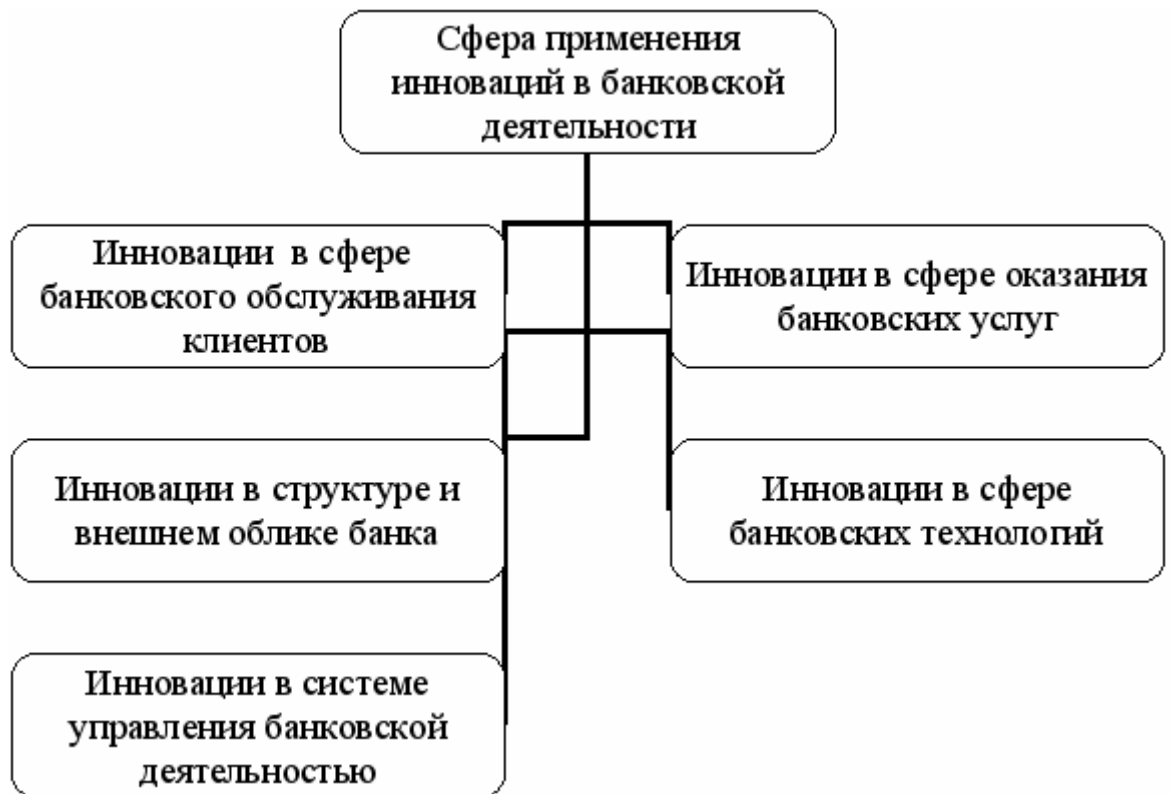 Сфера применения
инноваций в банковской
деятельности
Инновации в сфере
банковского обслуживания
клиентов
Инновации в сфере оказания
банковских услуг
Инновации в структуре и
внешнем облике банка
Инновации в сфере
банковских технологий
Инновации в системе
управления банковской
деятельностью